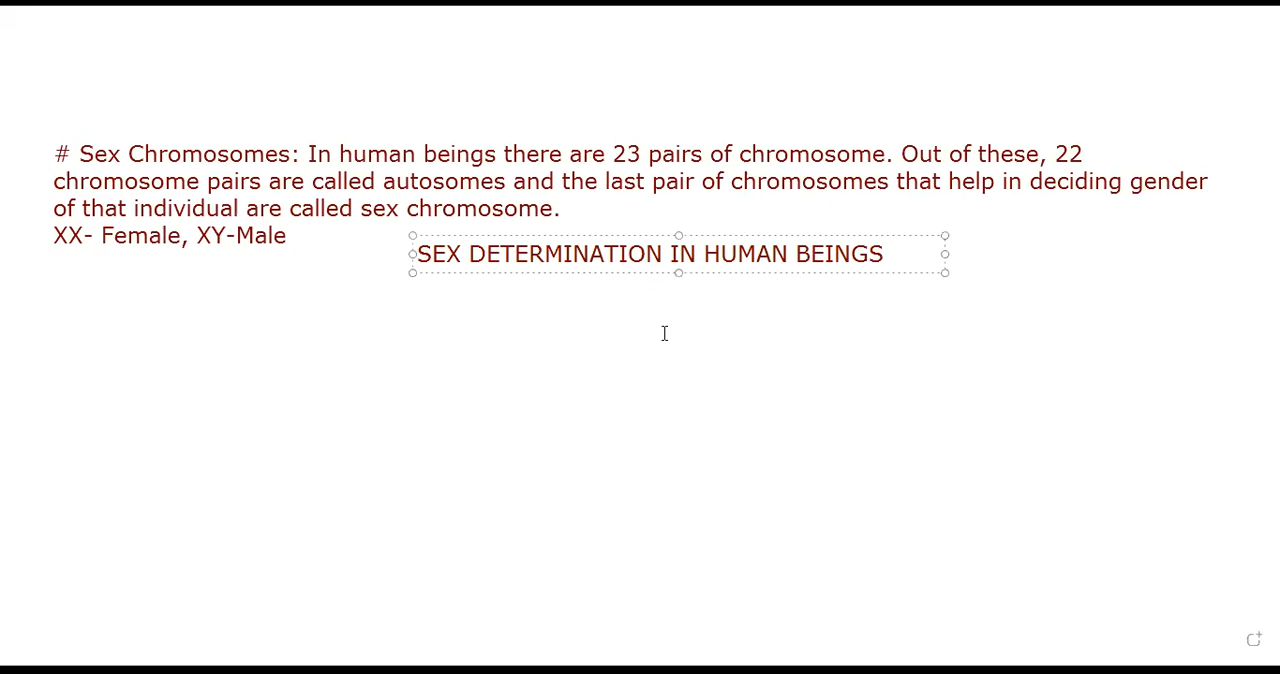 # Sex Chromosomes: In human beings there are 23 pairs of chromosome. Out of these, 22
chromosome pairs are called autosomes and the last pair of chromosomes that help in deciding gender
of that individual are called sex chromosome.
XX- Female, XY-Male
SEX DETERMINATION IN HUMAN BEINGS